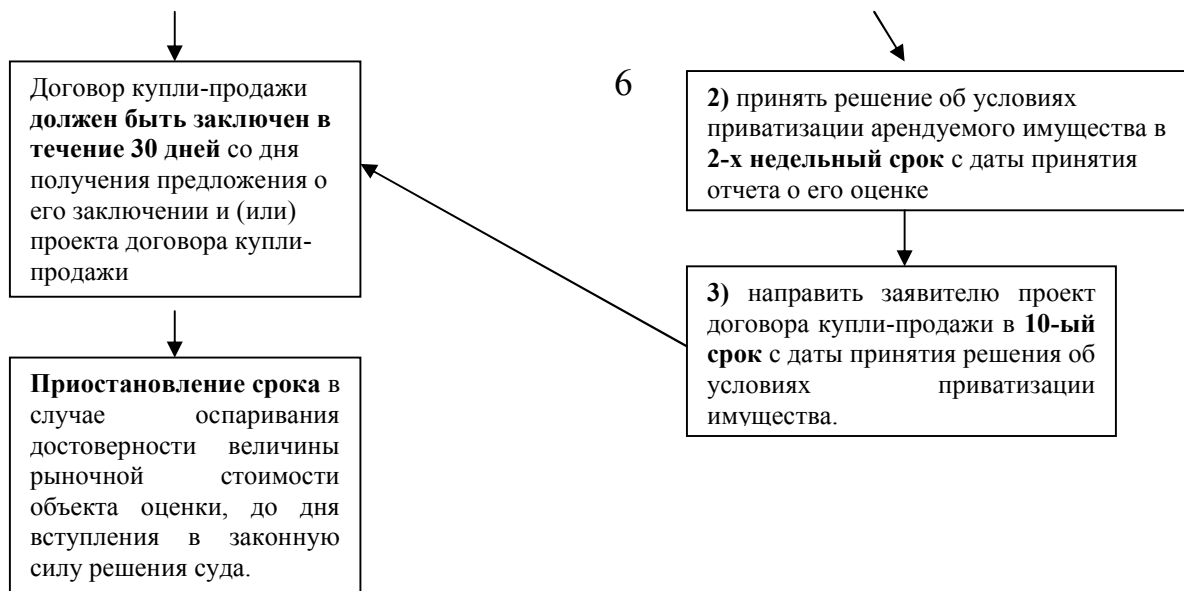 Договор купли-продажи
должен быть заключен в
течение 30 дней со дня
получения предложения о
его заключении и (или)
проекта договора купли-
продажи
Приостановление срока в
случае оспаривания
достоверности величины
рыночной стоимости
объекта оценки, до дня
вступления в законную
силу решения суда.
6
2) принять решение об условиях
приватизации арендуемого имущества в
2-х недельный срок с даты принятия
отчета о его оценке
3) направить заявителю проект
договора купли-продажи в 10-ый
срок с даты принятия решения об
условиях приватизации
имущества.